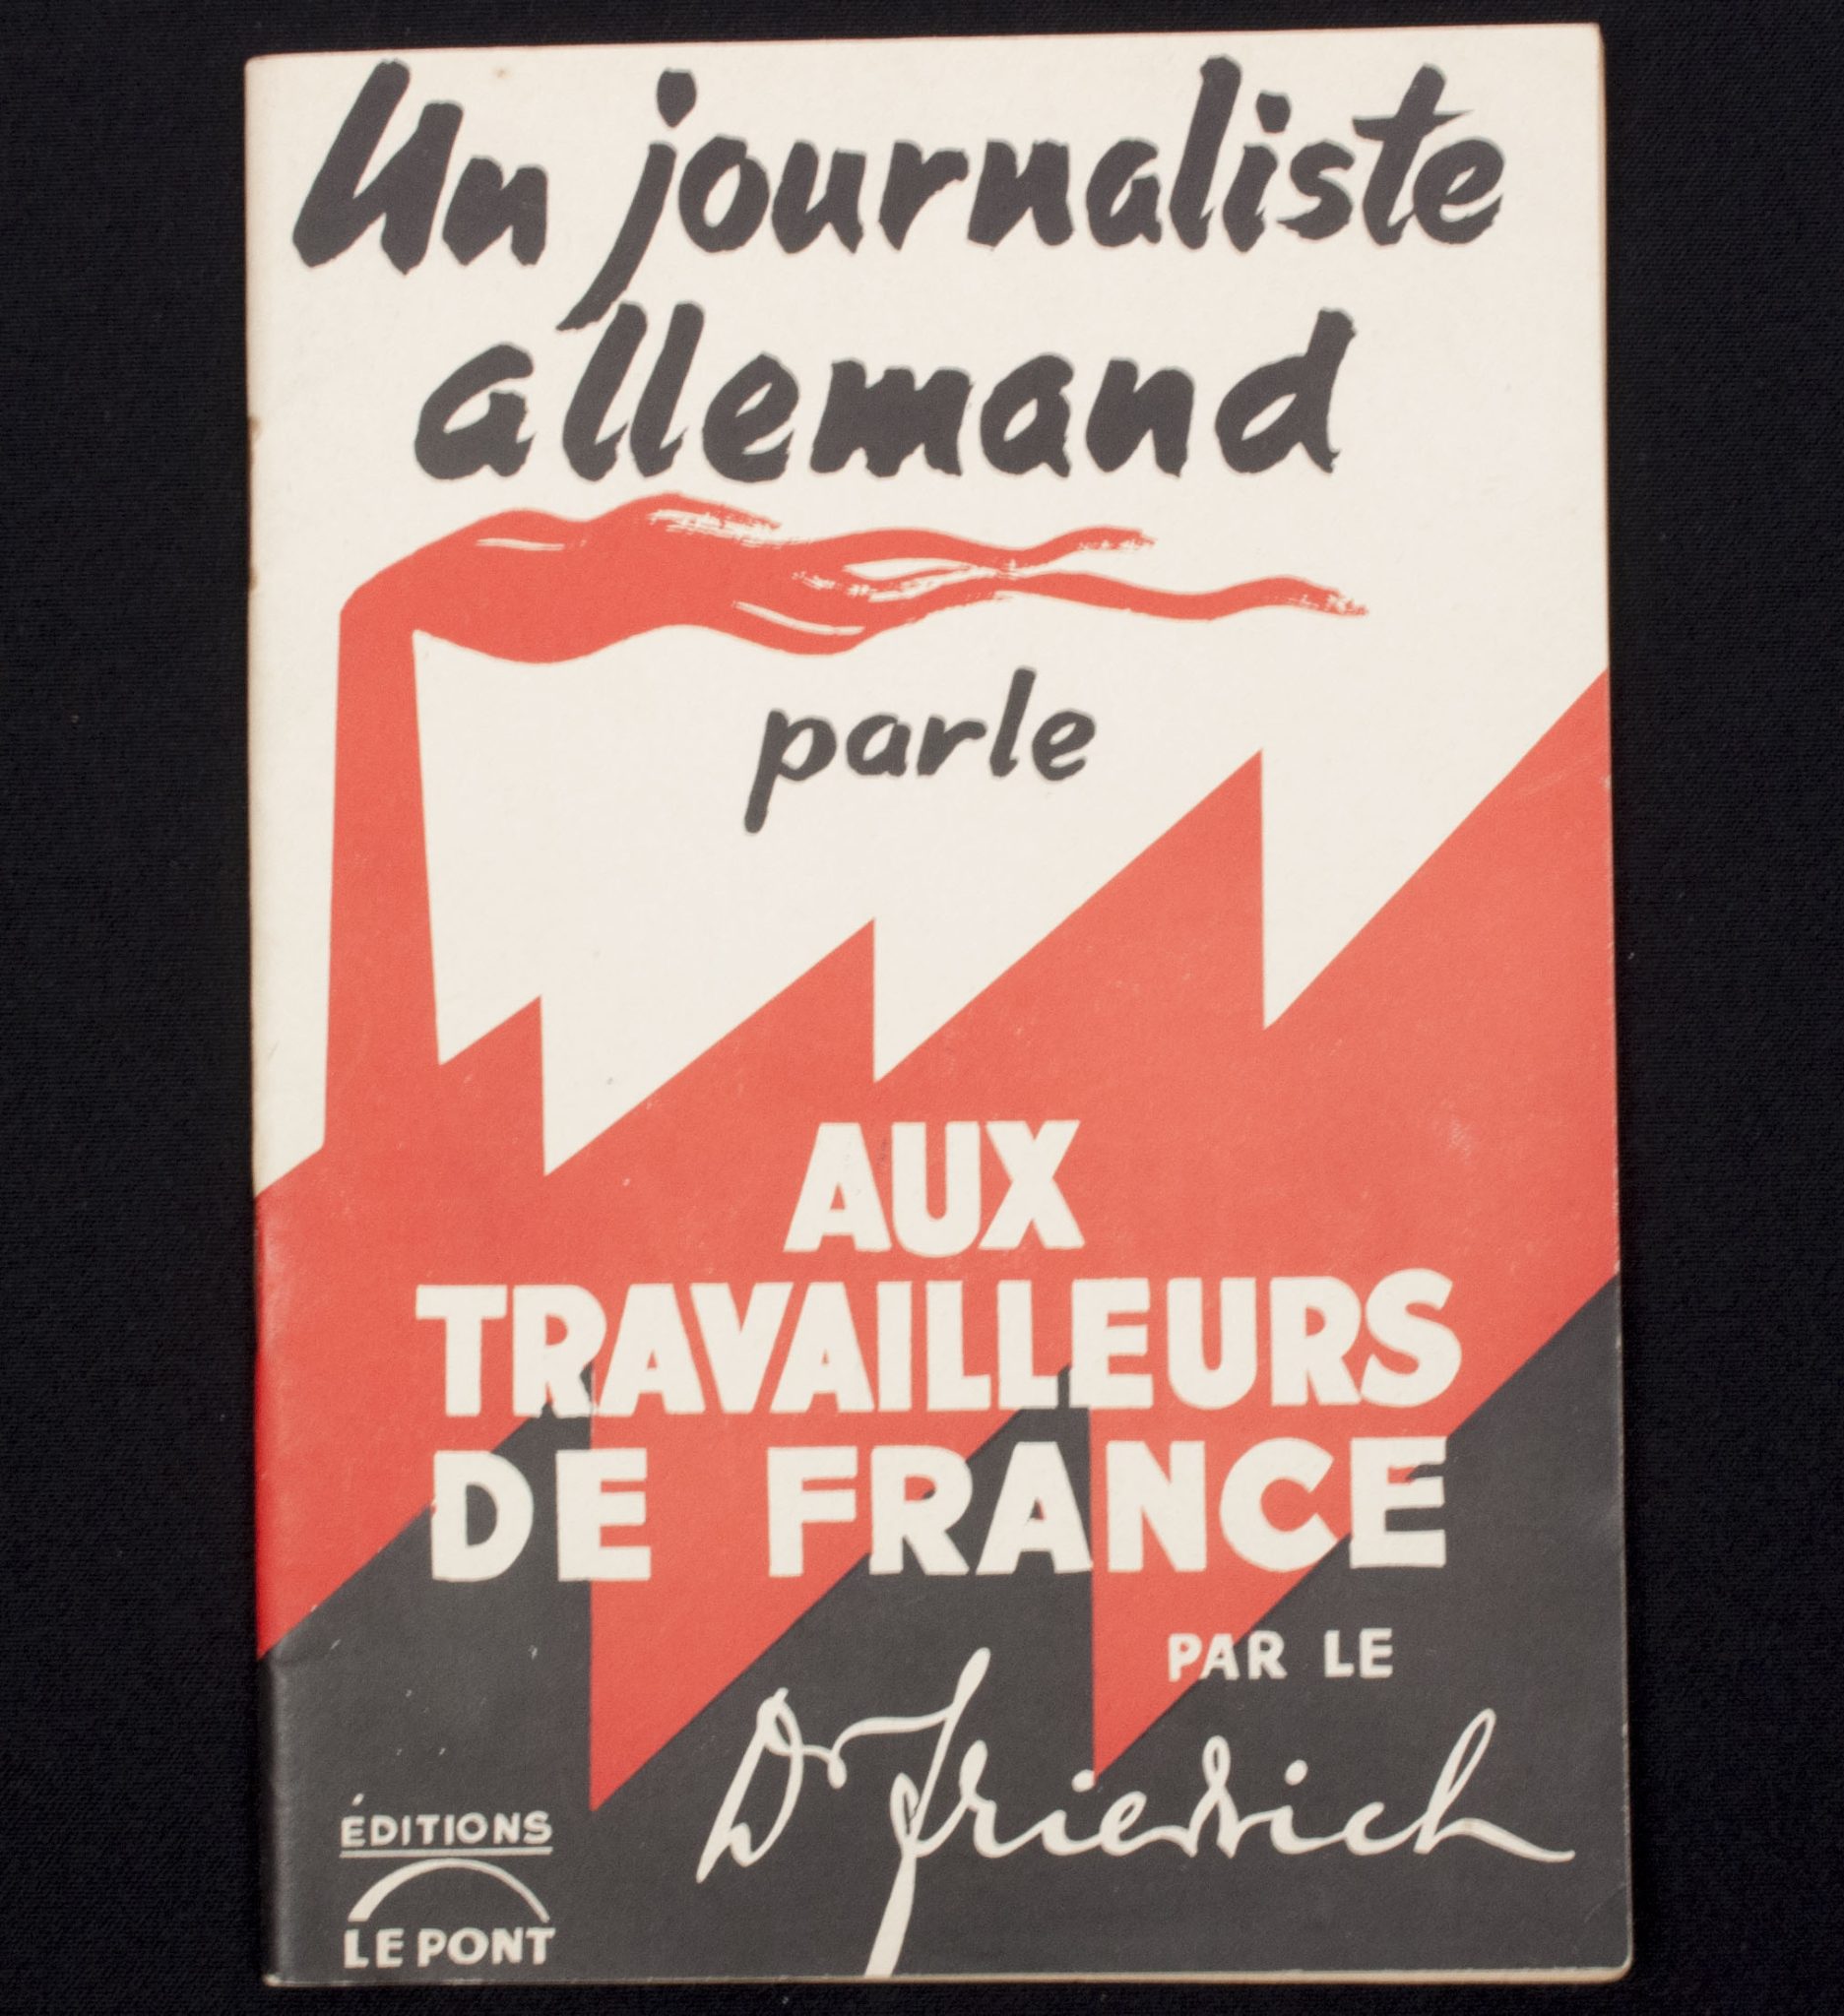 Un journaliste
allemand
parle
AUX
TRAVAILLEURS
DE FRANCE
PAR LE
Dr Friedrich
ÉDITIONS
LE PONT